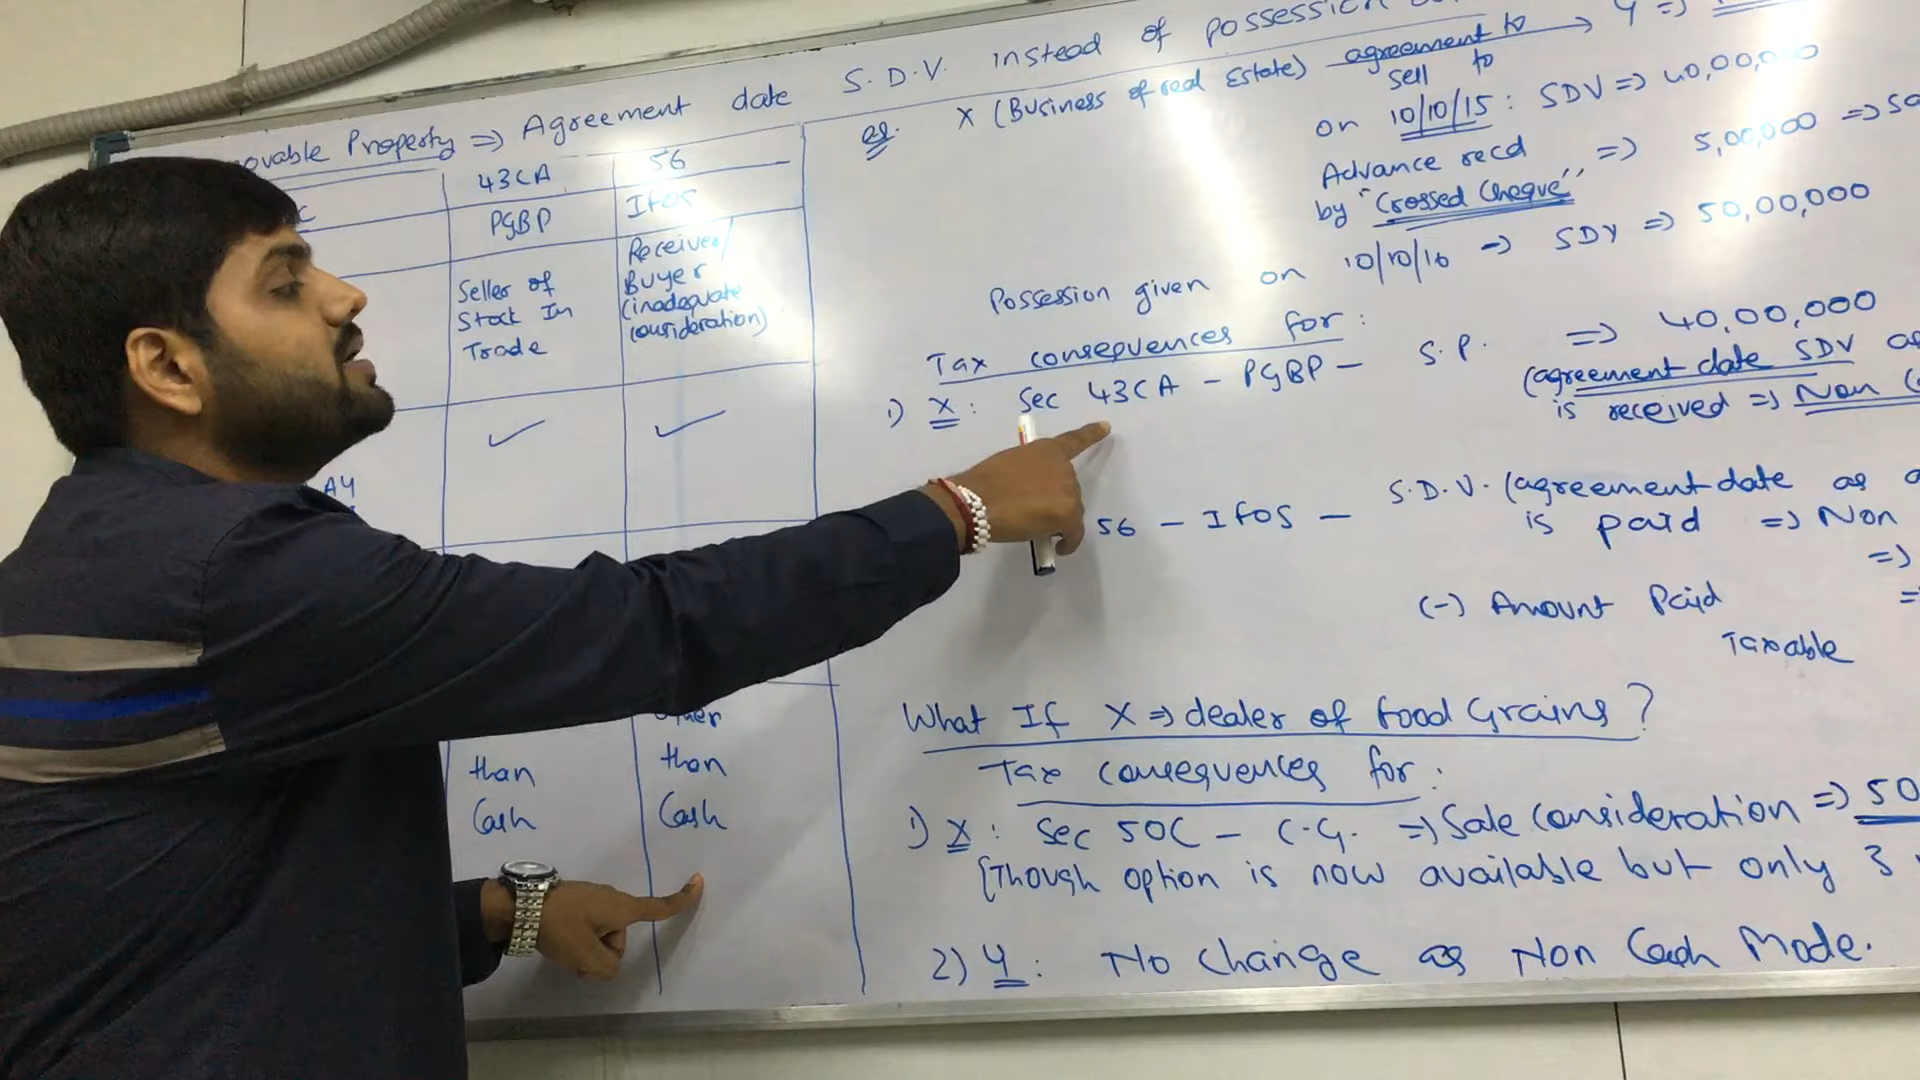 Property => Agreement date S.D.V. instead of possession
43CA 56
PGBP IFOS
Seller of Stock In Trade
Receiver/ Buyer (inadequate consideration)
AY
than Cash
other than Cash
eg. X (Business of real Estate) agreement to sell to Y =>
on 10/10/15 : SDV => 40,00,000
Advance recd by "Crossed Cheque" => 5,00,000 =>
Possession given on 10/10/16 => SDV => 50,00,000
Tax consequences for :
1) X : Sec 43CA - PGBP - S.P. => 40,00,000
(agreement date SDV as
is received => Non
56 - IFOS - S.D.V. (agreement date as
is paid => Non
=>
(-) Amount Paid =>
Taxable
What If X => dealer of food Grains ?
Tax consequences for :
1) X : Sec 50C - C.G. => Sale Consideration => 50
(Though option is now available but only 3
2) Y : No change as Non Cash Mode.